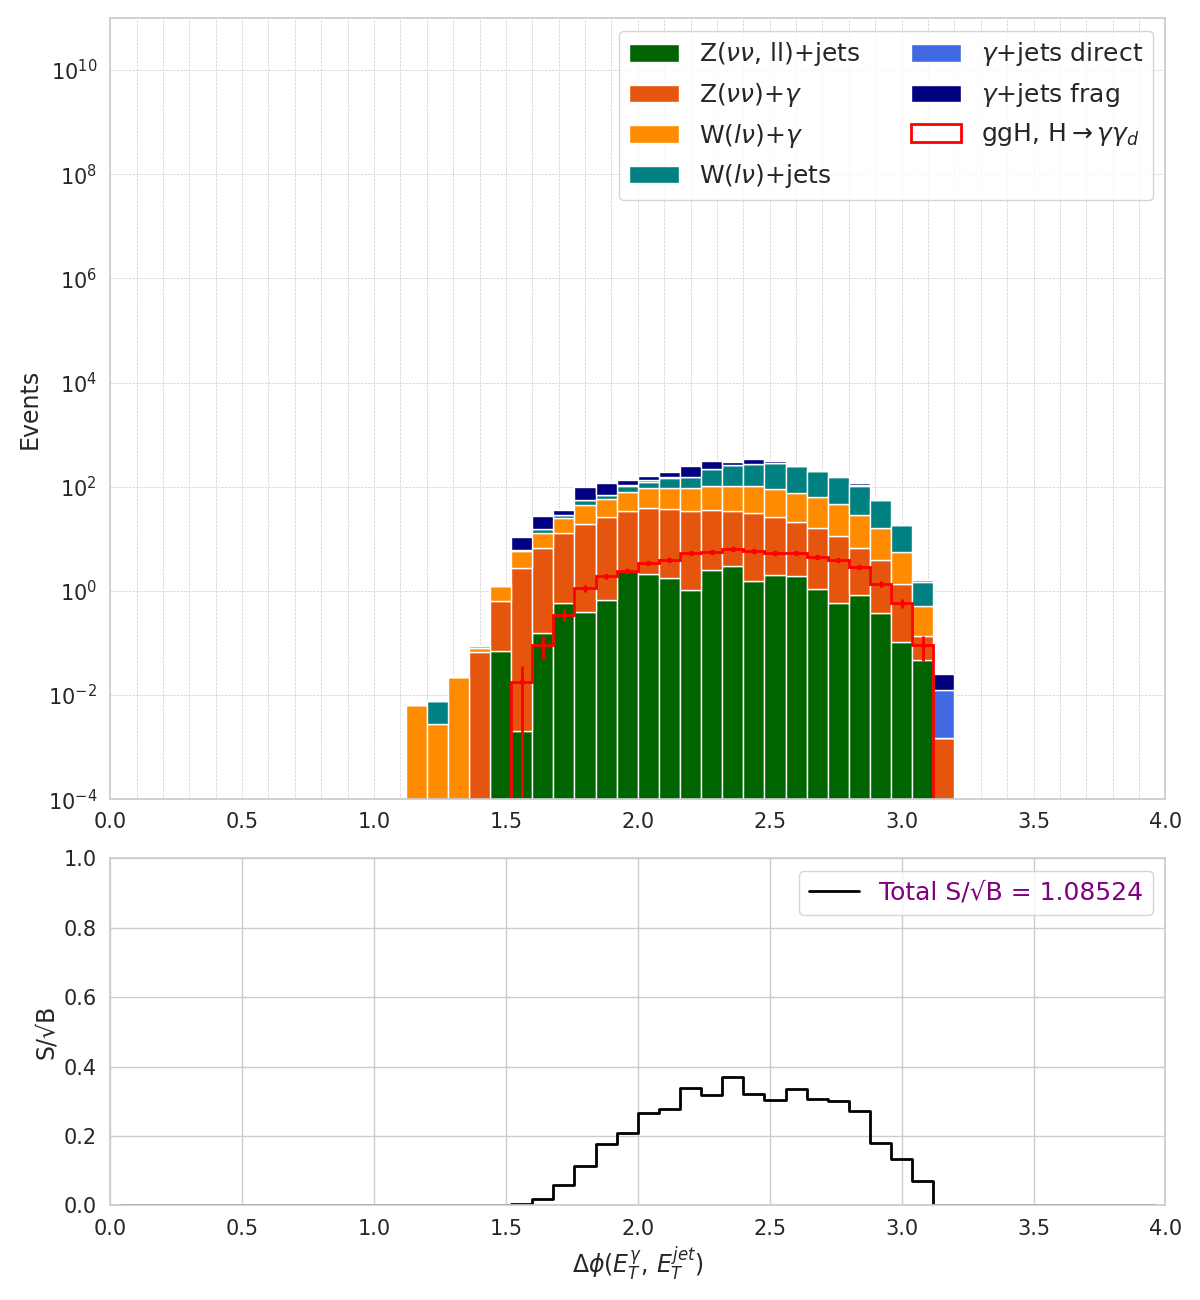 Z(νν, ll)+jets
Z(νν)+γ
W(lν)+γ
W(lν)+jets
γ+jets direct
γ+jets frag
ggH, H→γγ_d
Events
10^10
10^8
10^6
10^4
10^2
10^0
10^−2
10^−4
0.0 0.5 1.0 1.5 2.0 2.5 3.0 3.5 4.0
Total S/√B = 1.08524
S/√B
1.0
0.8
0.6
0.4
0.2
0.0
0.0 0.5 1.0 1.5 2.0 2.5 3.0 3.5 4.0
Δϕ(E_T^γ, E_T^jet)